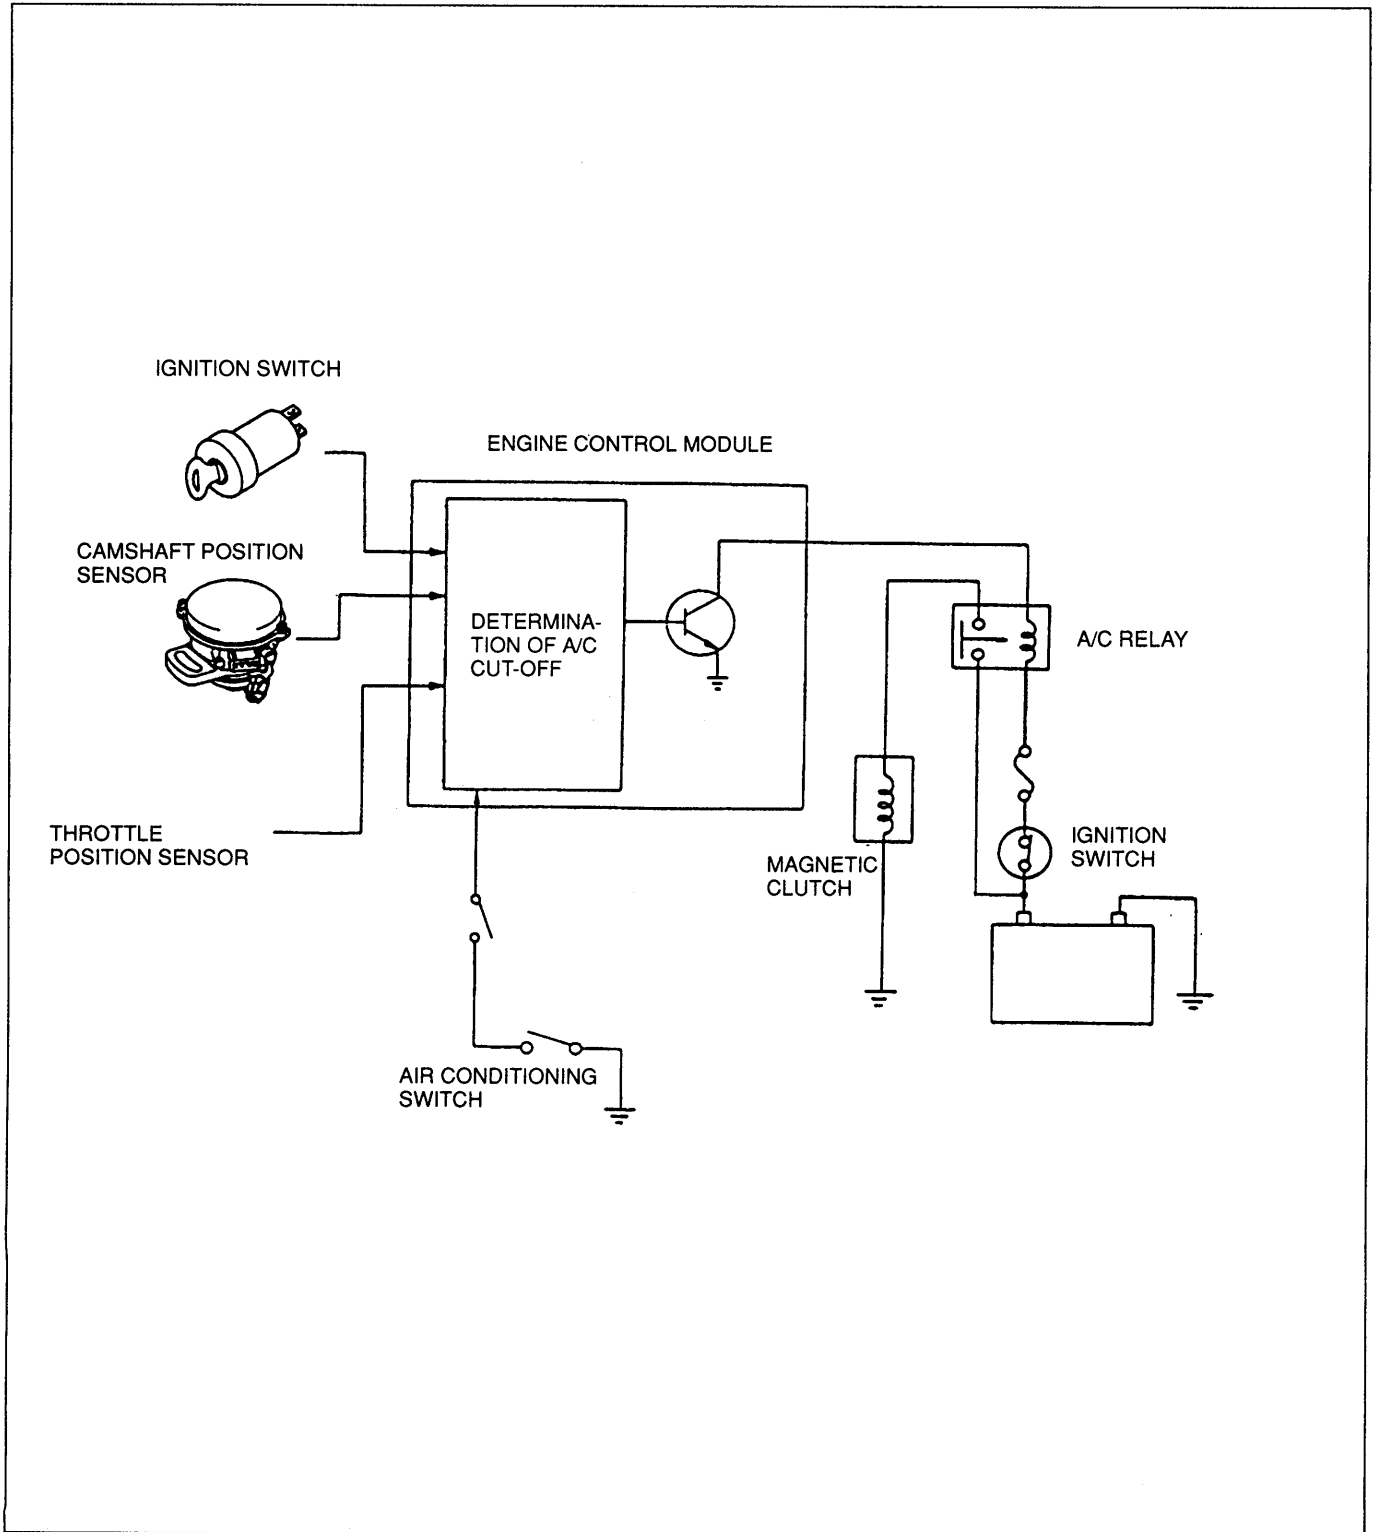 IGNITION SWITCH
ENGINE CONTROL MODULE
CAMSHAFT POSITION
SENSOR
DETERMINA-
TION OF A/C
CUT-OFF
A/C RELAY
THROTTLE
POSITION SENSOR
IGNITION
SWITCH
MAGNETIC
CLUTCH
AIR CONDITIONING
SWITCH